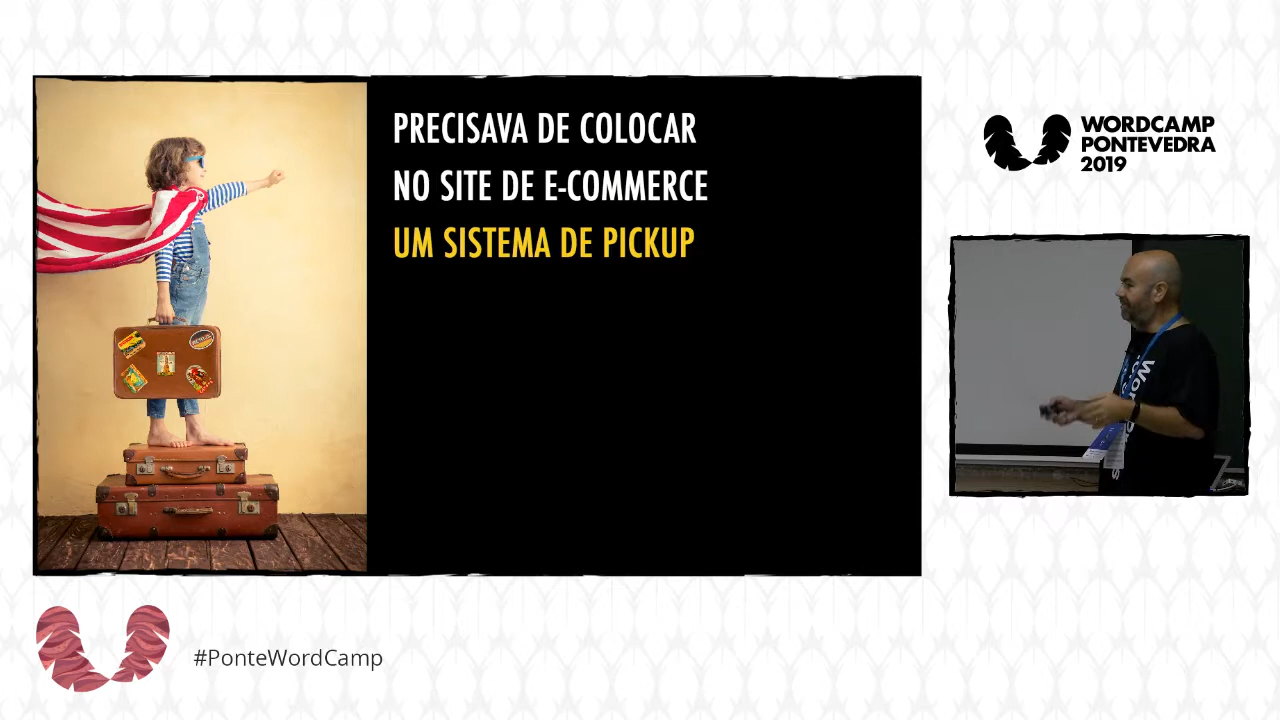 PRECISAVA DE COLOCAR
NO SITE DE E-COMMERCE
UM SISTEMA DE PICKUP
WORDCAMP
PONTEVEDRA
2019
#PonteWordCamp